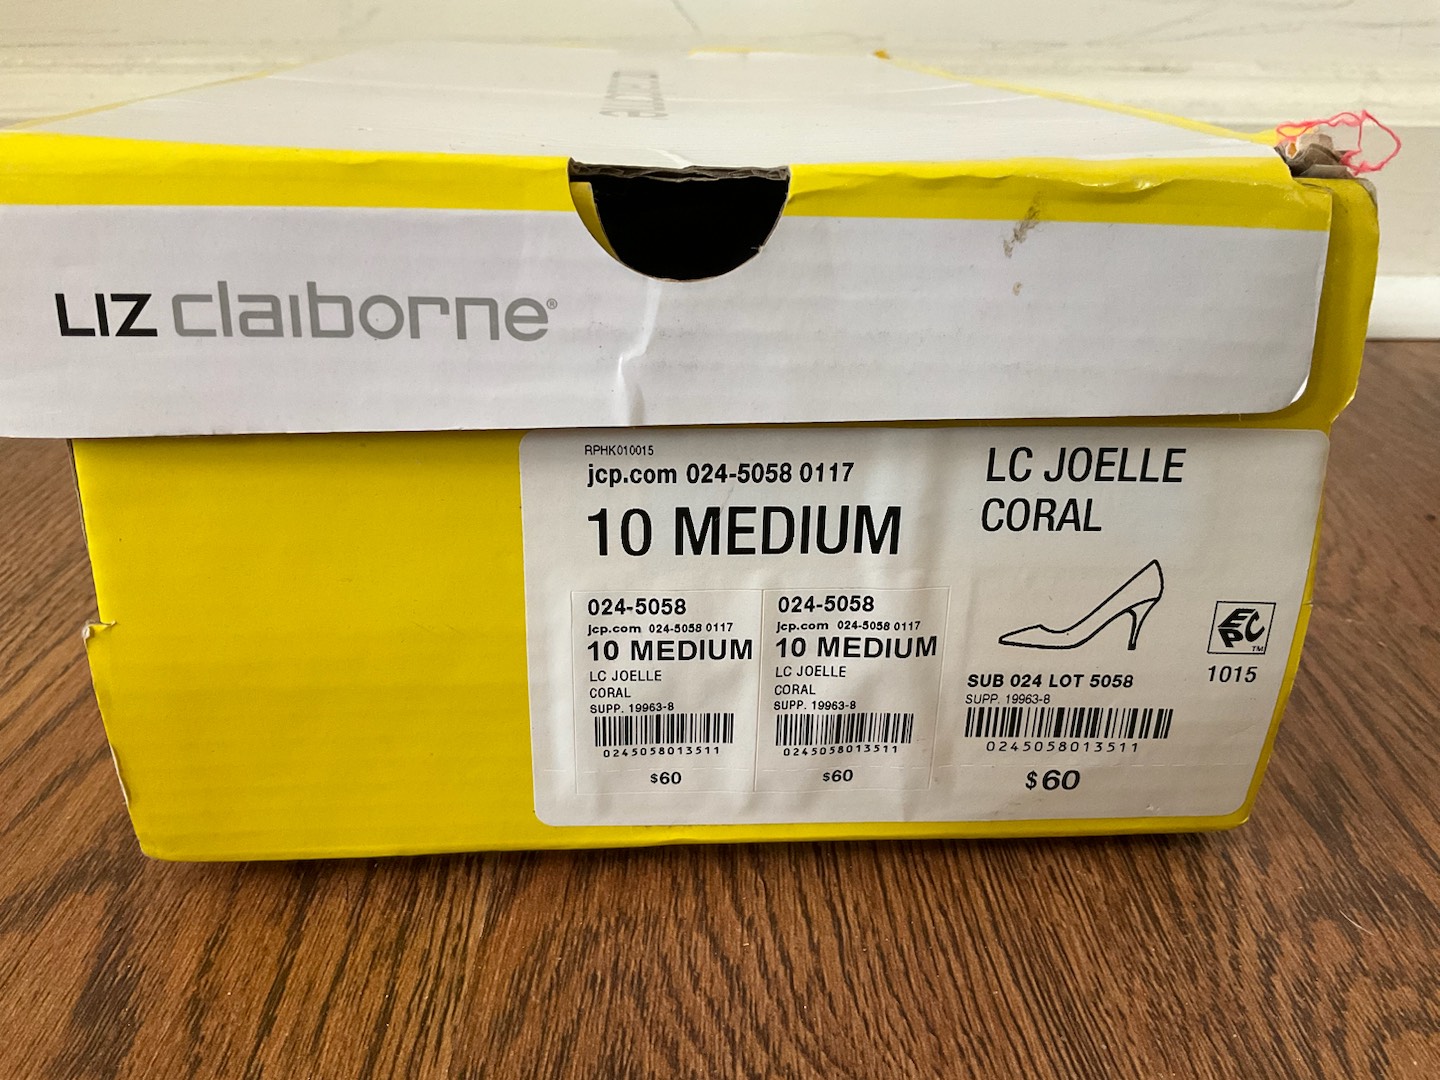 LIZ claiborne®
RPHK010015
jcp.com 024-5058 0117
10 MEDIUM
LC JOELLE
CORAL
024-5058
jcp.com 024-5058 0117
10 MEDIUM
LC JOELLE
CORAL
SUPP. 19963-8
0245058013511
$60
024-5058
jcp.com 024-5058 0117
10 MEDIUM
LC JOELLE
CORAL
SUPP. 19963-8
0245058013511
$60
SUB 024 LOT 5058
SUPP. 19963-8
0245058013511
$60
EPC TM
1015